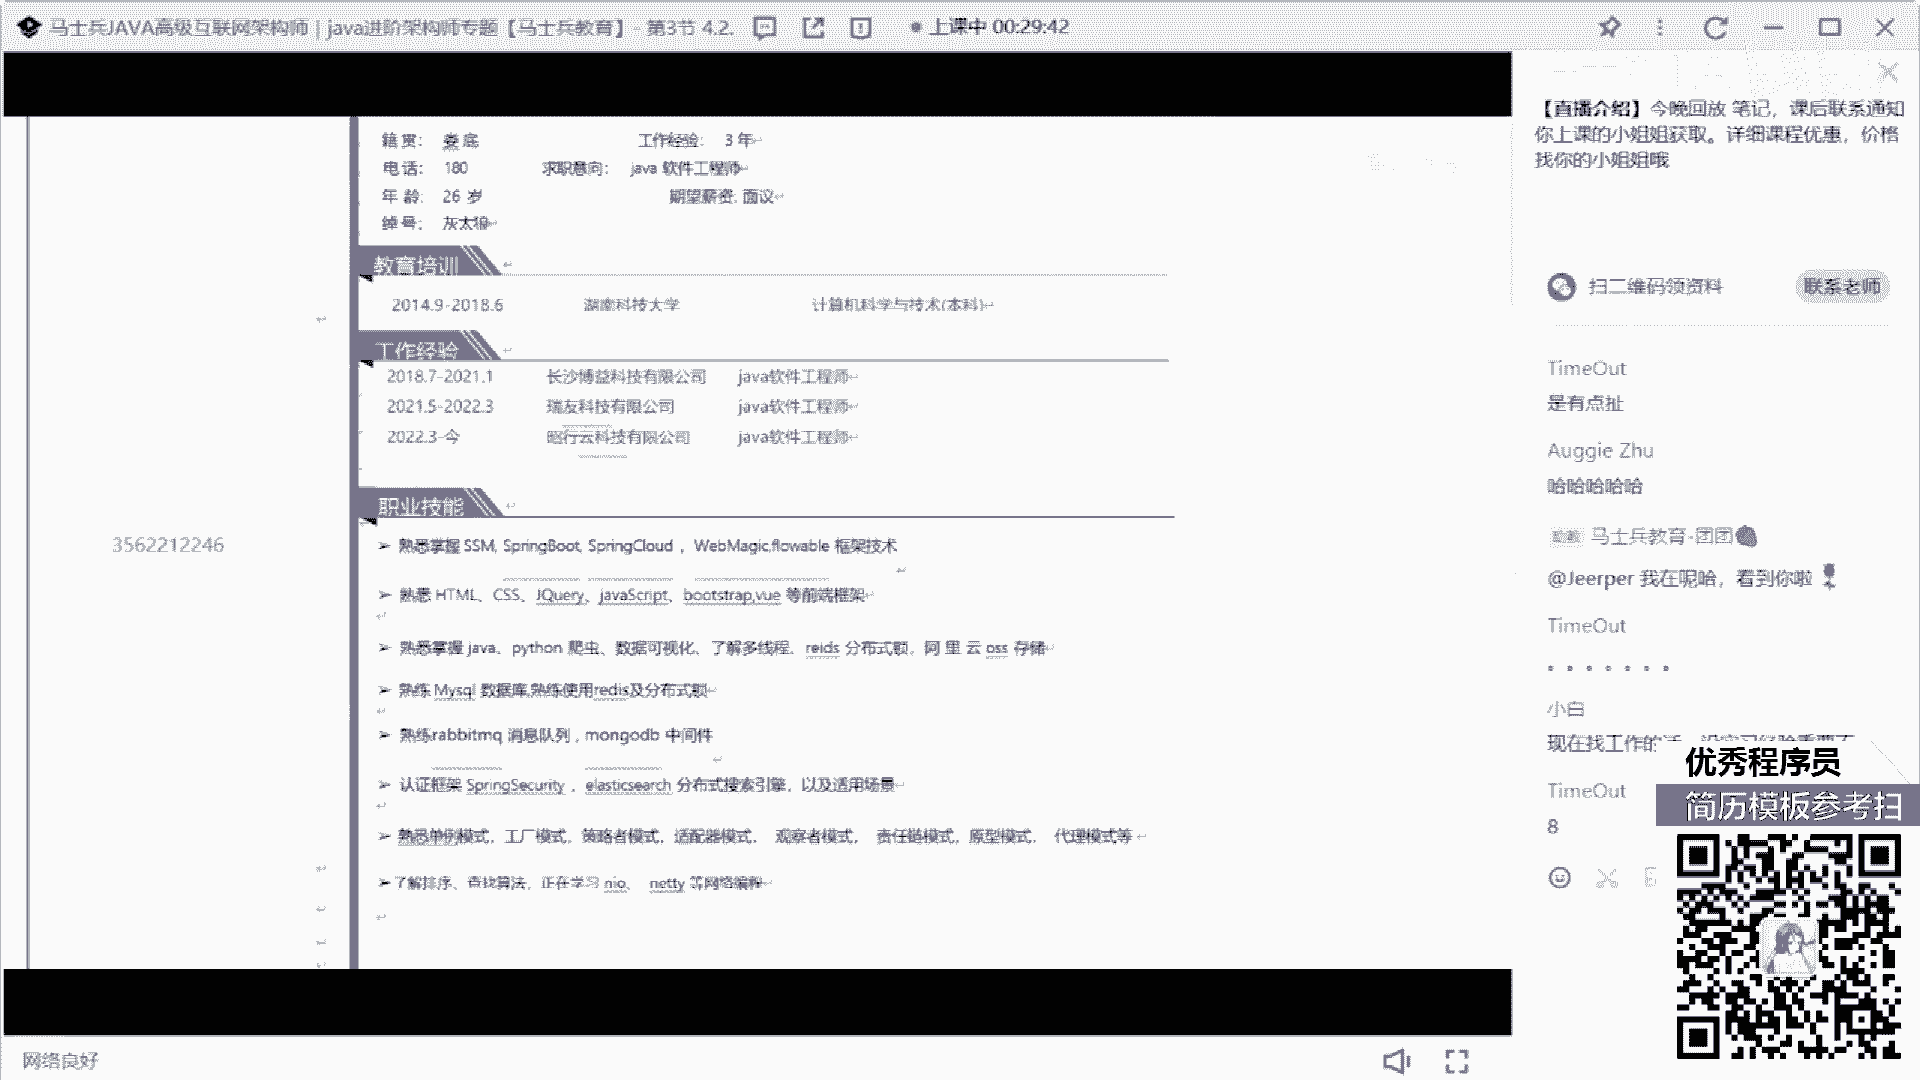 马士兵JAVA高级互联网架构师 | java进阶架构师专题【马士兵教育】 - 第3节 4.2.
上课中 00:29:42
籍 贯： 娄 底 工作经验： 3 年
电 话： 180 求职意向： java 软件工程师
年 龄： 26 岁 期望薪资: 面议
绰 号： 灰太狼
教育培训
2014.9-2018.6 湖南科技大学 计算机科学与技术(本科)
工作经验
2018.7-2021.1 长沙博益科技有限公司 java软件工程师
2021.5-2022.3 瑞友科技有限公司 java软件工程师
2022.3-今 昭行云科技有限公司 java软件工程师
职业技能
3562212246
➢ 熟悉掌握 SSM, SpringBoot, SpringCloud ，WebMagic,flowable 框架技术
➢ 熟悉 HTML、CSS、JQuery、javaScript、bootstrap,vue 等前端框架
➢ 熟悉掌握 java、python 爬虫、数据可视化、了解多线程、reids 分布式锁，阿 里 云 oss 存储
➢ 熟练 Mysql 数据库,熟练使用redis及分布式锁
➢ 熟练rabbitmq 消息队列，mongodb 中间件
➢ 认证框架 SpringSecurity ，elasticsearch 分布式搜索引擎，以及适用场景
➢ 熟悉单例模式，工厂模式，策略者模式，适配器模式， 观察者模式， 责任链模式，原型模式， 代理模式等
➢ 了解排序、查找算法，正在学习 nio、 netty 等网络编程
网络良好
【直播介绍】今晚回放 笔记，课后联系通知
你上课的小姐姐获取。详细课程优惠，价格
找你的小姐姐哦
扫二维码领资料 联系老师
TimeOut
是有点扯
Auggie Zhu
哈哈哈哈哈
马士兵教育-团团
@Jeerper 我在呢哈，看到你啦
TimeOut
. . . . . . .
小白
现在找工作的
TimeOut
8
优秀程序员
简历模板参考扫